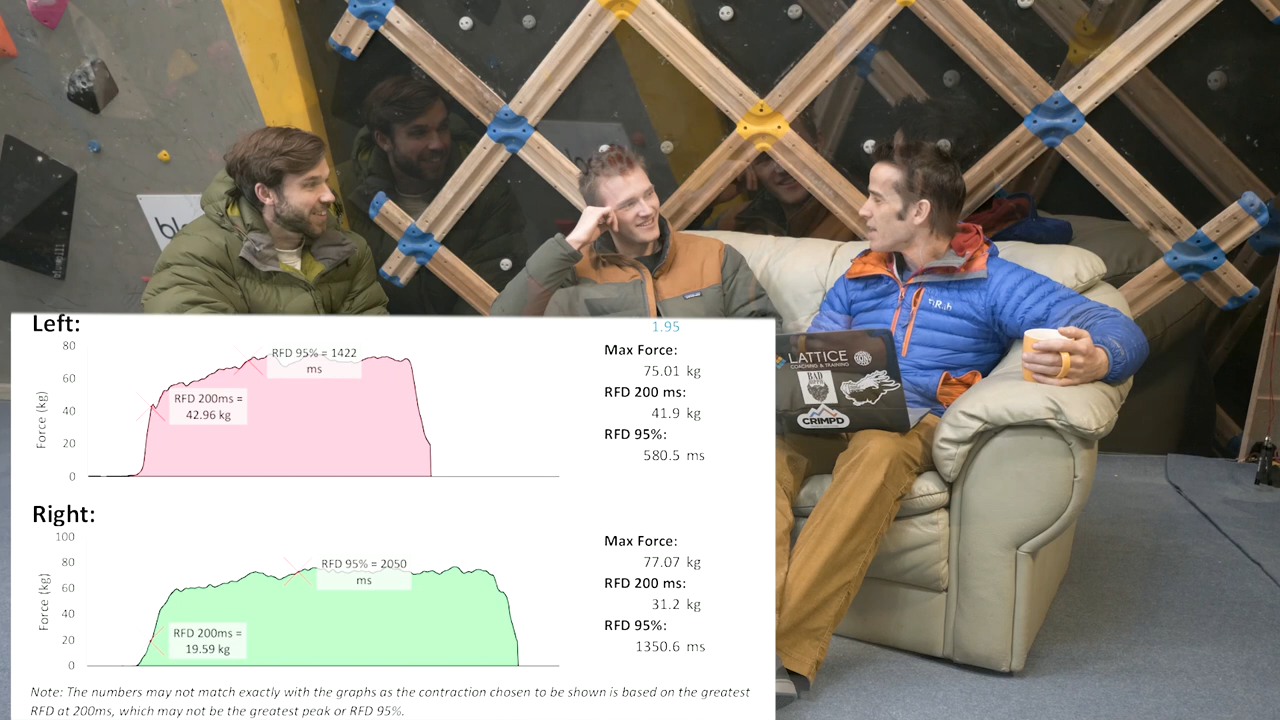 Left:
80
60
40
20
0
Force (kg)
RFD 95% = 1422
ms
RFD 200ms =
42.96 kg
1.95
Max Force:
75.01 kg
RFD 200 ms:
41.9 kg
RFD 95%:
580.5 ms
Right:
100
80
60
40
20
0
Force (kg)
RFD 95% = 2050
ms
RFD 200ms =
19.59 kg
Max Force:
77.07 kg
RFD 200 ms:
31.2 kg
RFD 95%:
1350.6 ms
Note: The numbers may not match exactly with the graphs as the contraction chosen to be shown is based on the greatest
RFD at 200ms, which may not be the greatest peak or RFD 95%.
LATTICE
COACHING & TRAINING
BAD
CRIMPD
Rab
blo